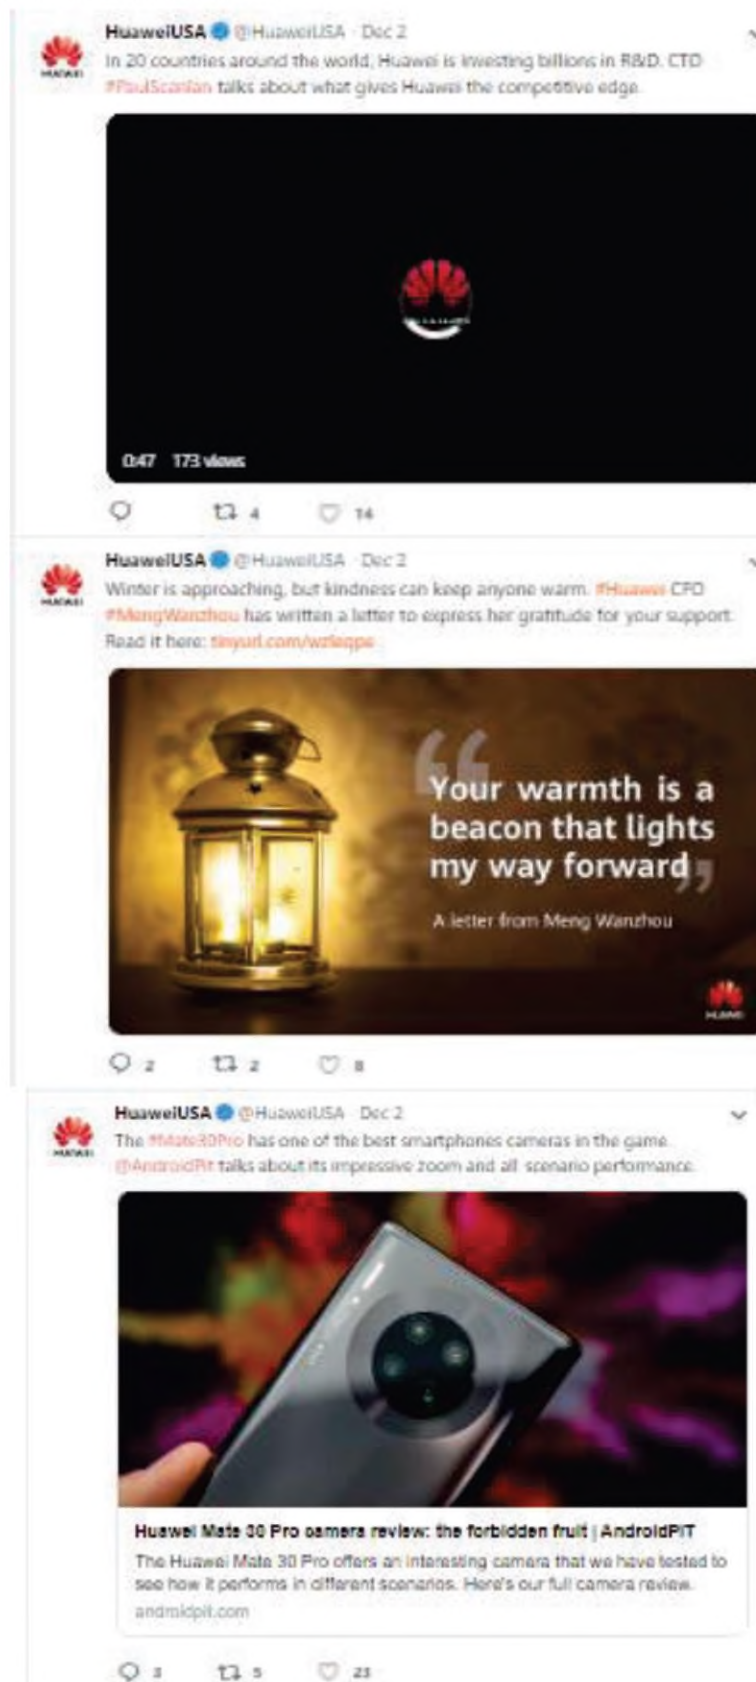 HuaweiUSA @HuaweiUSA · Dec 2
In 20 countries around the world, Huawei is investing billions in R&D. CTO
#PaulScanlan talks about what gives Huawei the competitive edge.
HUAWEI
0:47 173 views
4 14
HuaweiUSA @HuaweiUSA · Dec 2
Winter is approaching, but kindness can keep anyone warm. #Huawei CFO
#MengWanzhou has written a letter to express her gratitude for your support.
Read it here:
HUAWEI
“Your warmth is a
beacon that lights
my way forward”
A letter from Meng Wanzhou
HUAWEI
2 2 8
HuaweiUSA @HuaweiUSA · Dec 2
The #Mate30Pro has one of the best smartphones cameras in the game.
@AndroidPit talks about its impressive zoom and all scenario performance.
HUAWEI
Huawei Mate 30 Pro camera review: the forbidden fruit | AndroidPIT
The Huawei Mate 30 Pro offers an interesting camera that we have tested to
see how it performs in different scenarios. Here's our full camera review.
androidpit.com
3 5 23